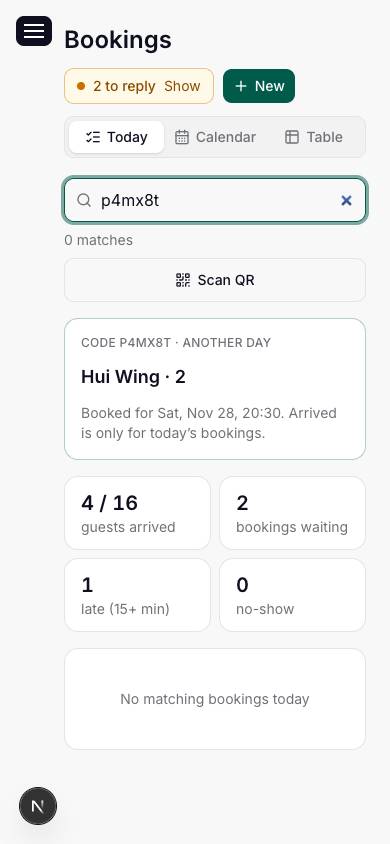 Bookings
2 to reply Show
New
Today
Calendar
Table
p4mx8t
0 matches
Scan QR
CODE P4MX8T · ANOTHER DAY
Hui Wing · 2
Booked for Sat, Nov 28, 20:30. Arrived
is only for today’s bookings.
4 / 16
guests arrived
2
bookings waiting
1
late (15+ min)
0
no-show
No matching bookings today
N